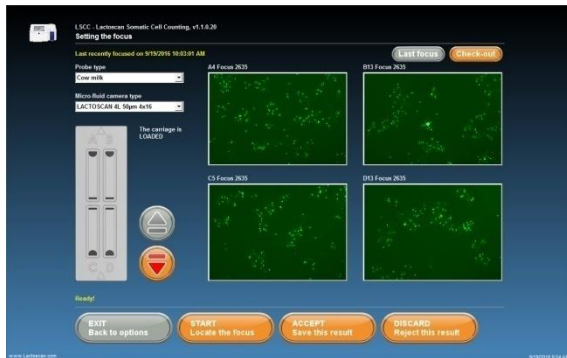 LSCC - Lactoscan Somatic Cell Counting, v1.1.0.20
Setting the focus
Last recently focused on 9/19/2016 10:03:01 AM
Last focus
Check-out
Probe type
Cow milk
Micro-fluid camera type
LACTOSCAN 4L 50µm 4x16
The carriage is
LOADED
A4 Focus 2635
B13 Focus 2635
A B
C5 Focus 2635
D13 Focus 2635
C D
Ready!
EXIT
Back to options
START
Locate the focus
ACCEPT
Save this result
DISCARD
Reject this result
www.Lactoscan.com